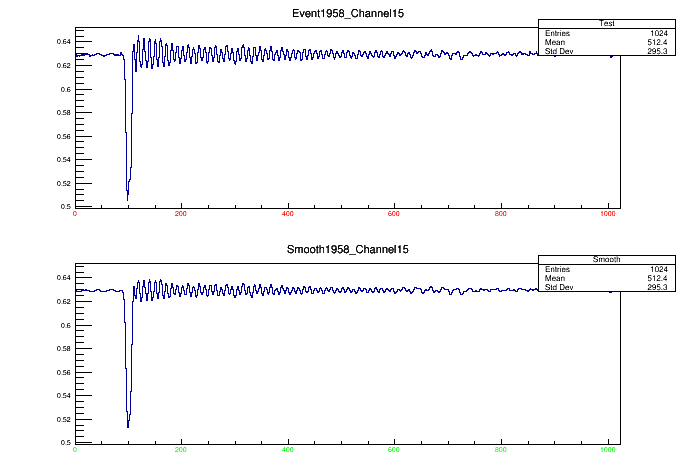 Event1958_Channel15
Test
Entries 1024
Mean 512.4
Std Dev 295.3
0.64
0.62
0.6
0.58
0.56
0.54
0.52
0.5
0 200 400 600 800 1000
Smooth1958_Channel15
Smooth
Entries 1024
Mean 512.4
Std Dev 295.3
0.64
0.62
0.6
0.58
0.56
0.54
0.52
0.5
0 200 400 600 800 1000